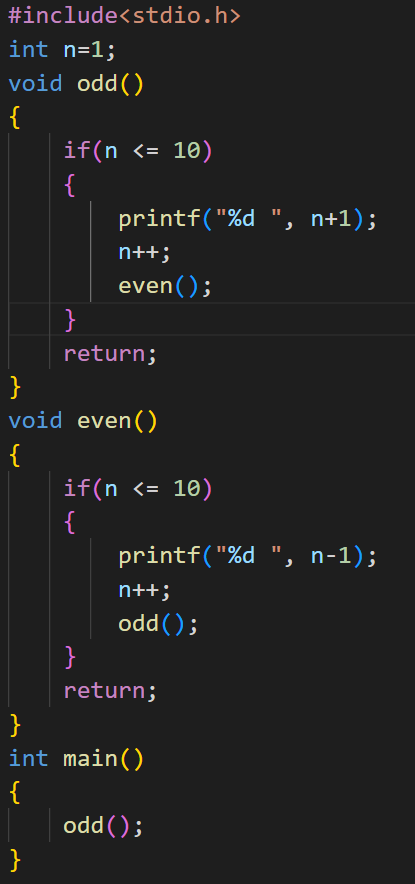 #include<stdio.h>
int n=1;
void odd()
{
    if(n <= 10)
    {
        printf("%d ", n+1);
        n++;
        even();
    }
    return;
}
void even()
{
    if(n <= 10)
    {
        printf("%d ", n-1);
        n++;
        odd();
    }
    return;
}
int main()
{
    odd();
}